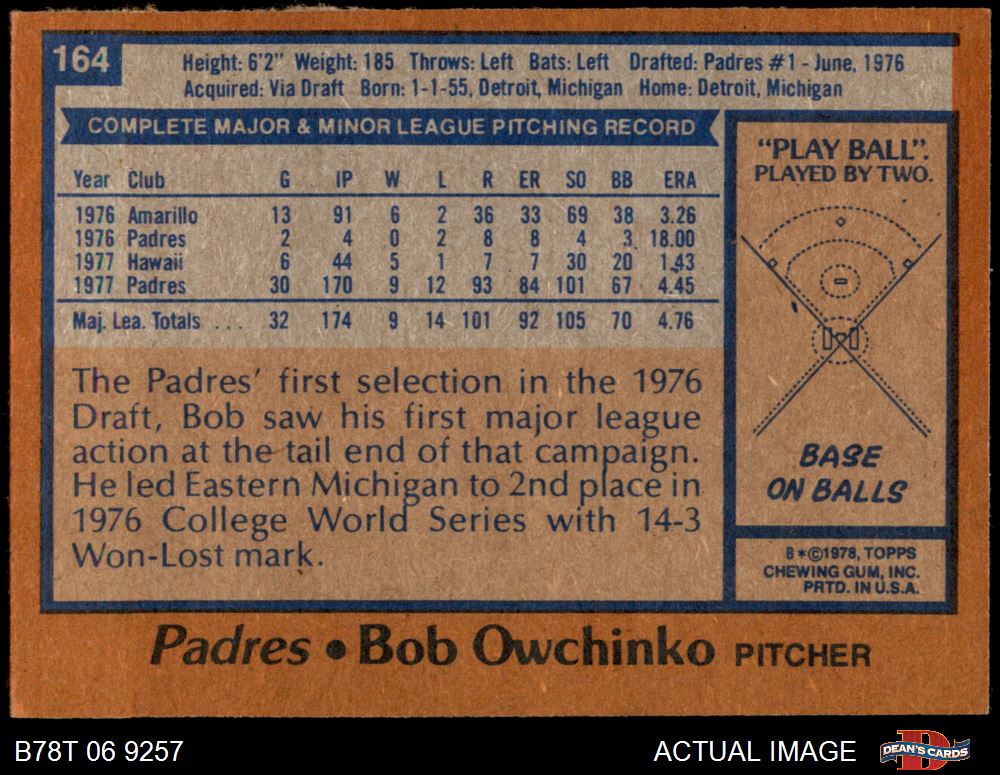 164
Height: 6'2" Weight: 185 Throws: Left Bats: Left Drafted: Padres #1 - June, 1976
Acquired: Via Draft Born: 1-1-55, Detroit, Michigan Home: Detroit, Michigan
COMPLETE MAJOR & MINOR LEAGUE PITCHING RECORD
Year Club G IP W L R ER SO BB ERA
1976 Amarillo 13 91 6 2 36 33 69 38 3.26
1976 Padres 2 4 0 2 8 8 4 3 18.00
1977 Hawaii 6 44 5 1 7 7 30 20 1.43
1977 Padres 30 170 9 12 93 84 101 67 4.45
Maj. Lea. Totals ... 32 174 9 14 101 92 105 70 4.76
The Padres' first selection in the 1976
Draft, Bob saw his first major league
action at the tail end of that campaign.
He led Eastern Michigan to 2nd place in
1976 College World Series with 14-3
Won-Lost mark.
"PLAY BALL".
PLAYED BY TWO.
BASE
ON BALLS
B*©1978, TOPPS
CHEWING GUM, INC.
PRTD. IN U.S.A.
Padres • Bob Owchinko PITCHER
B78T 06 9257
ACTUAL IMAGE
D
DEAN'S CARDS